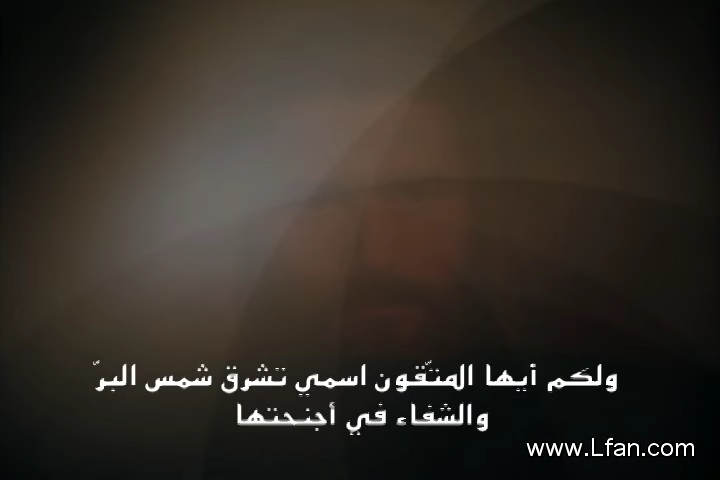 ولكم أيها المتّقون اسمي تشرق شمس البرّ
والشفاء في أجنحتها
www.Lfan.com